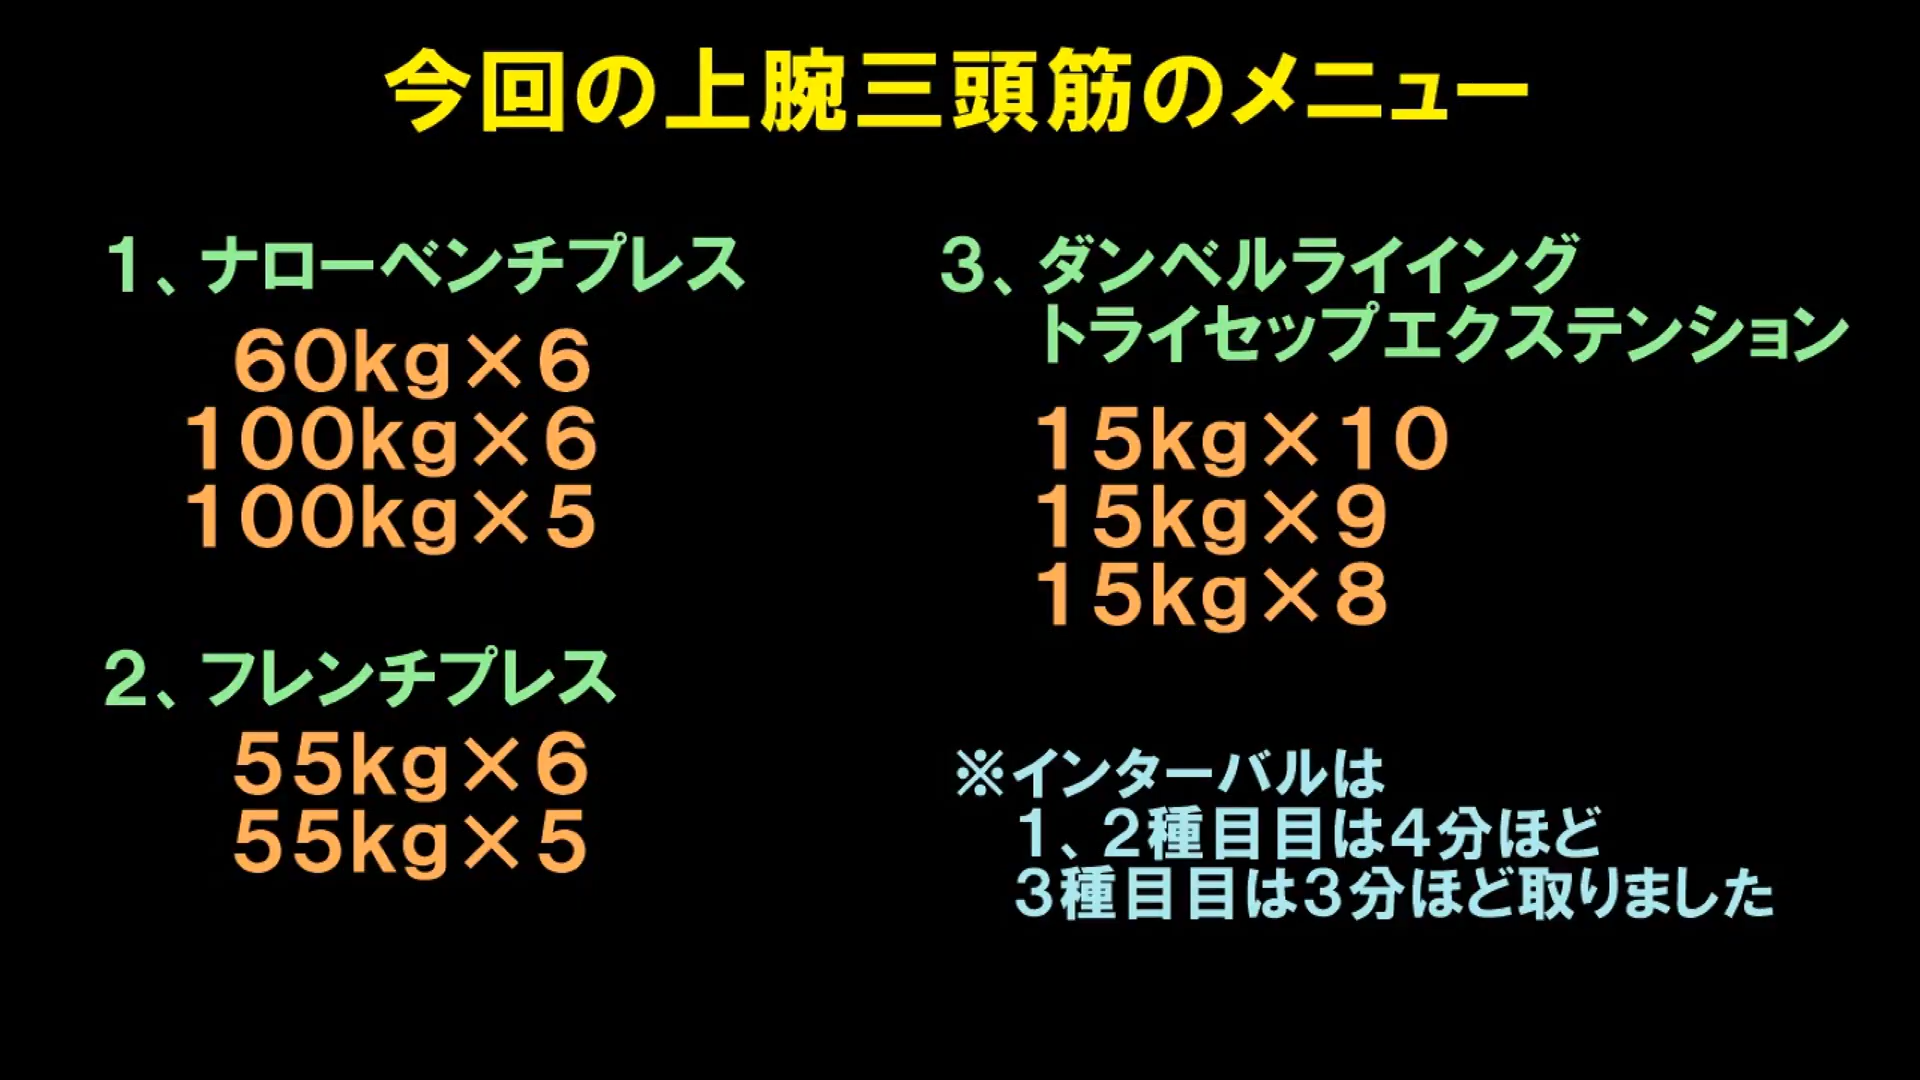 今回の上腕三頭筋のメニュー
１、ナローベンチプレス
６０ｋｇ×６
１００ｋｇ×６
１００ｋｇ×５
２、フレンチプレス
５５ｋｇ×６
５５ｋｇ×５
３、ダンベルライイング
トライセップエクステンション
１５ｋｇ×１０
１５ｋｇ×９
１５ｋｇ×８
※インターバルは
１、２種目目は４分ほど
３種目目は３分ほど取りました